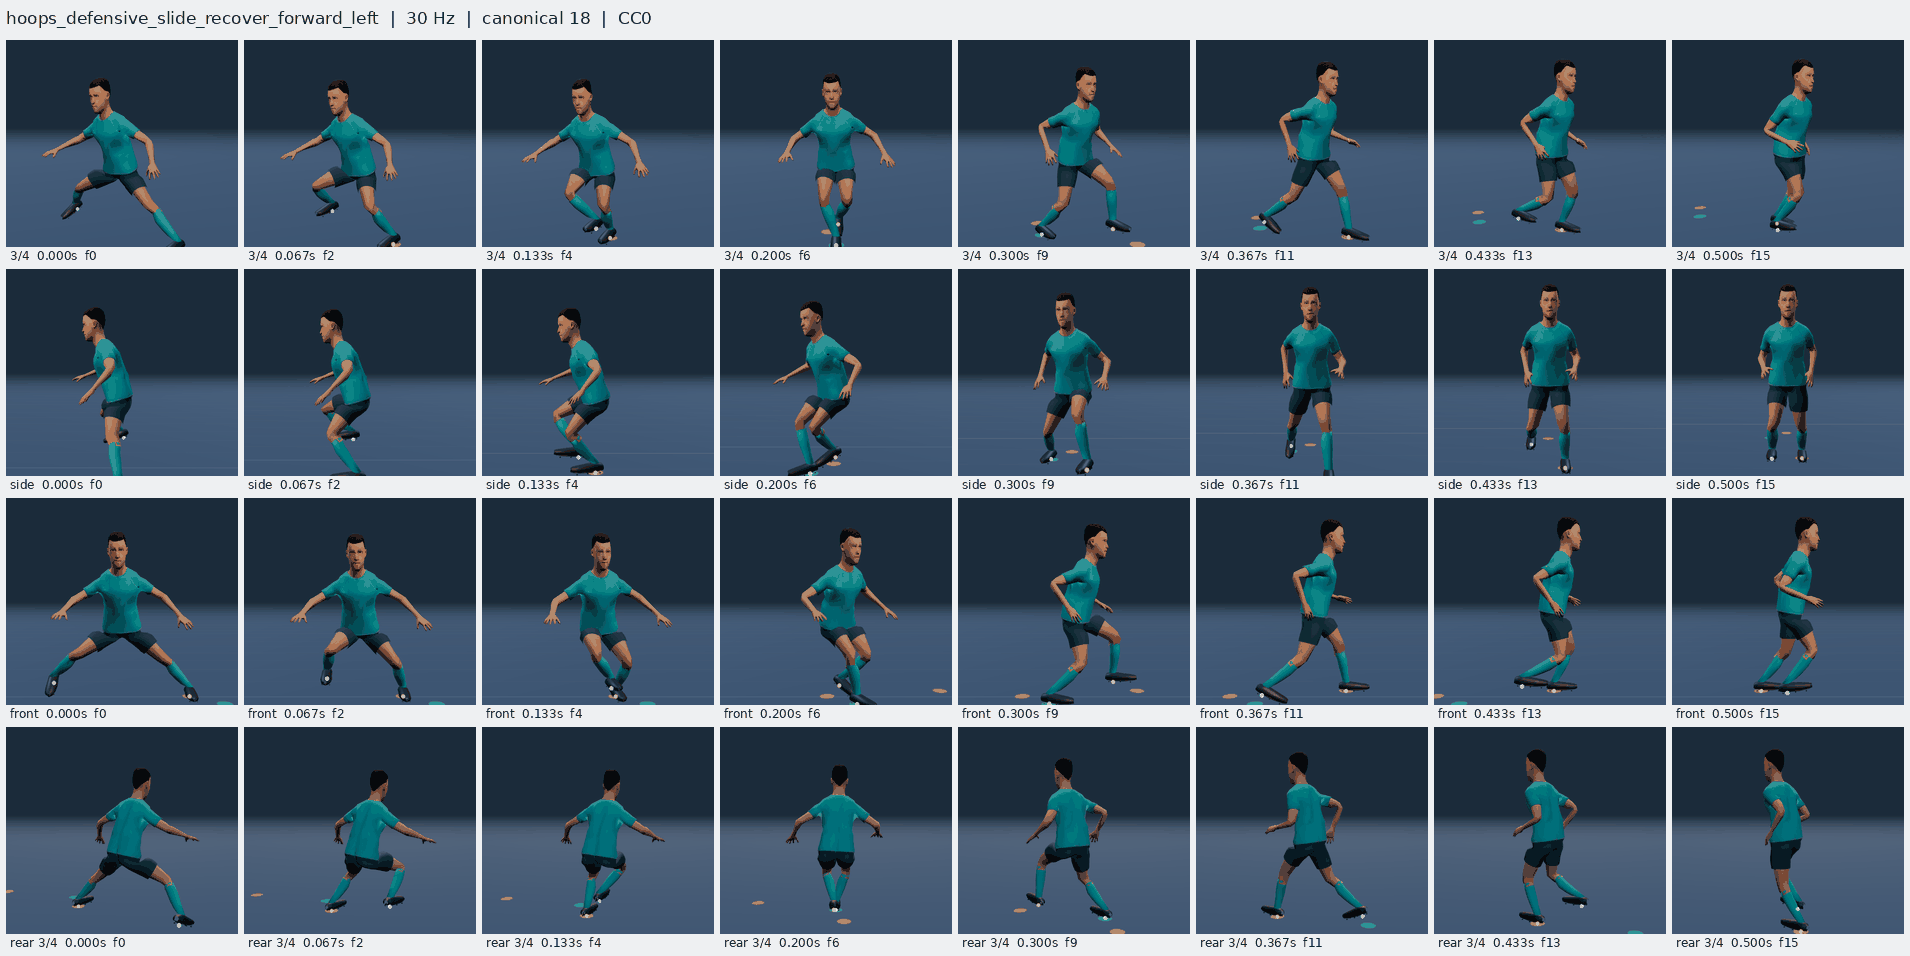 hoops_defensive_slide_recover_forward_left | 30 Hz | canonical 18 | CC0
3/4 0.000s f0
3/4 0.067s f2
3/4 0.133s f4
3/4 0.200s f6
3/4 0.300s f9
3/4 0.367s f11
3/4 0.433s f13
3/4 0.500s f15
side 0.000s f0
side 0.067s f2
side 0.133s f4
side 0.200s f6
side 0.300s f9
side 0.367s f11
side 0.433s f13
side 0.500s f15
front 0.000s f0
front 0.067s f2
front 0.133s f4
front 0.200s f6
front 0.300s f9
front 0.367s f11
front 0.433s f13
front 0.500s f15
rear 3/4 0.000s f0
rear 3/4 0.067s f2
rear 3/4 0.133s f4
rear 3/4 0.200s f6
rear 3/4 0.300s f9
rear 3/4 0.367s f11
rear 3/4 0.433s f13
rear 3/4 0.500s f15